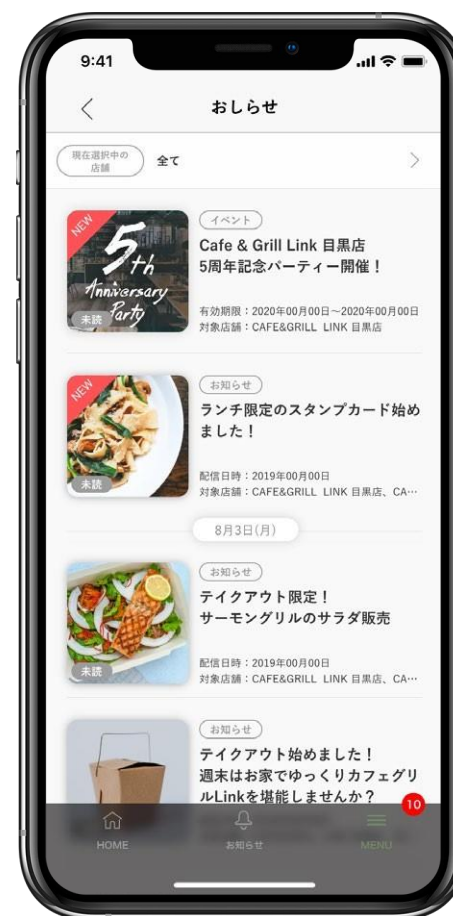 9:41
おしらせ
現在選択中の
店舗
全て
NEW
5th
Anniversary
Party
未読
イベント
Cafe & Grill Link 目黒店
5周年記念パーティー開催！
有効期限：2020年00月00日〜2020年00月00日
対象店舗：CAFE&GRILL LINK 目黒店
NEW
未読
お知らせ
ランチ限定のスタンプカード始め
ました！
配信日時：2019年00月00日
対象店舗：CAFE&GRILL LINK 目黒店、CA…
8月3日(月)
未読
お知らせ
テイクアウト限定！
サーモングリルのサラダ販売
配信日時：2019年00月00日
対象店舗：CAFE&GRILL LINK 目黒店、CA…
お知らせ
テイクアウト始めました！
週末はお家でゆっくりカフェグリ
ルLinkを堪能しませんか？
10
HOME
お知らせ
MENU